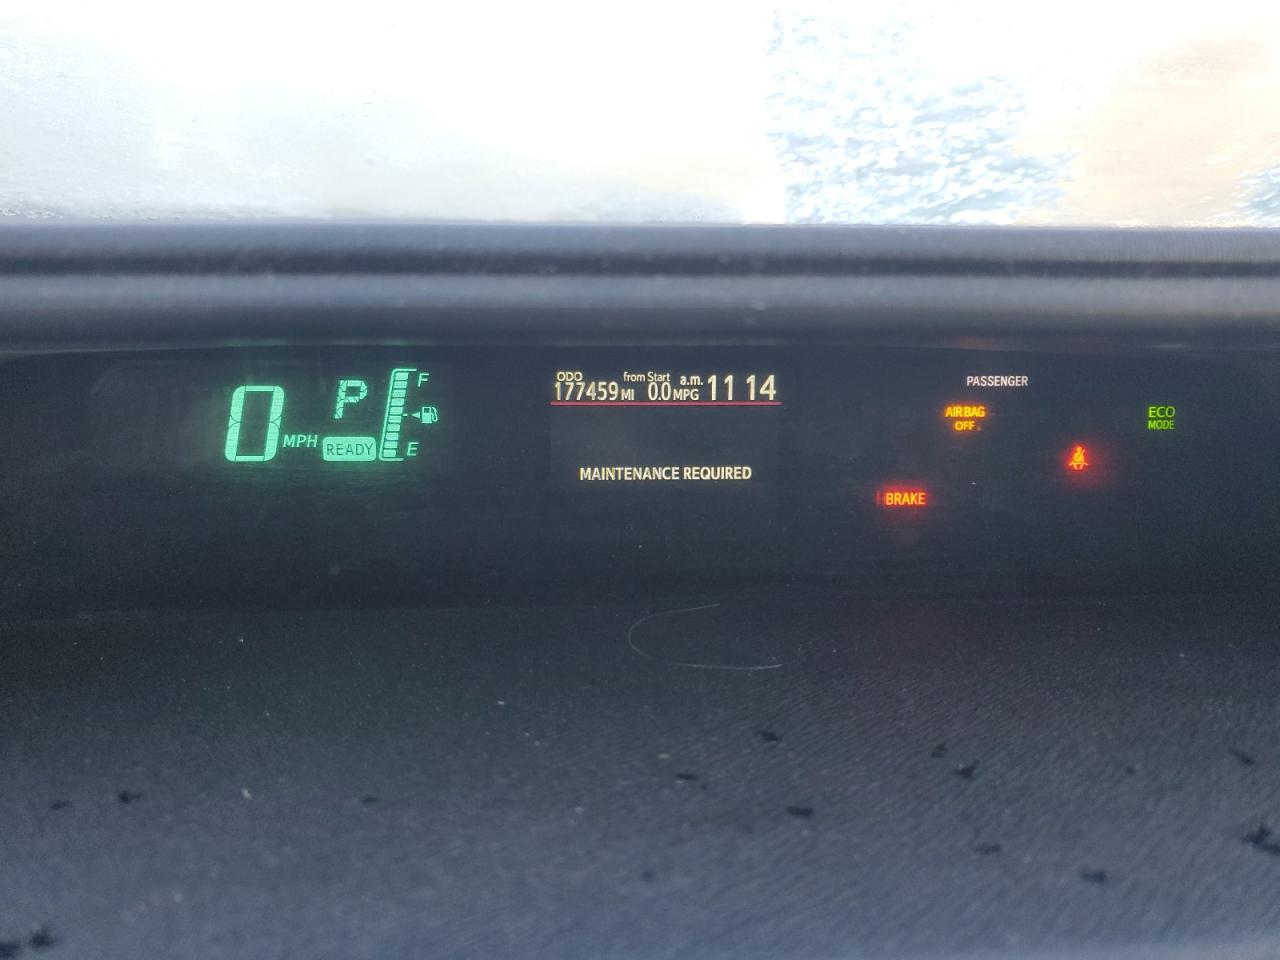 0 MPH
P
READY
F
E
ODO from Start a.m.
177459 MI 0.0 MPG 11 14
MAINTENANCE REQUIRED
PASSENGER
AIR BAG
OFF
ECO
MODE
BRAKE